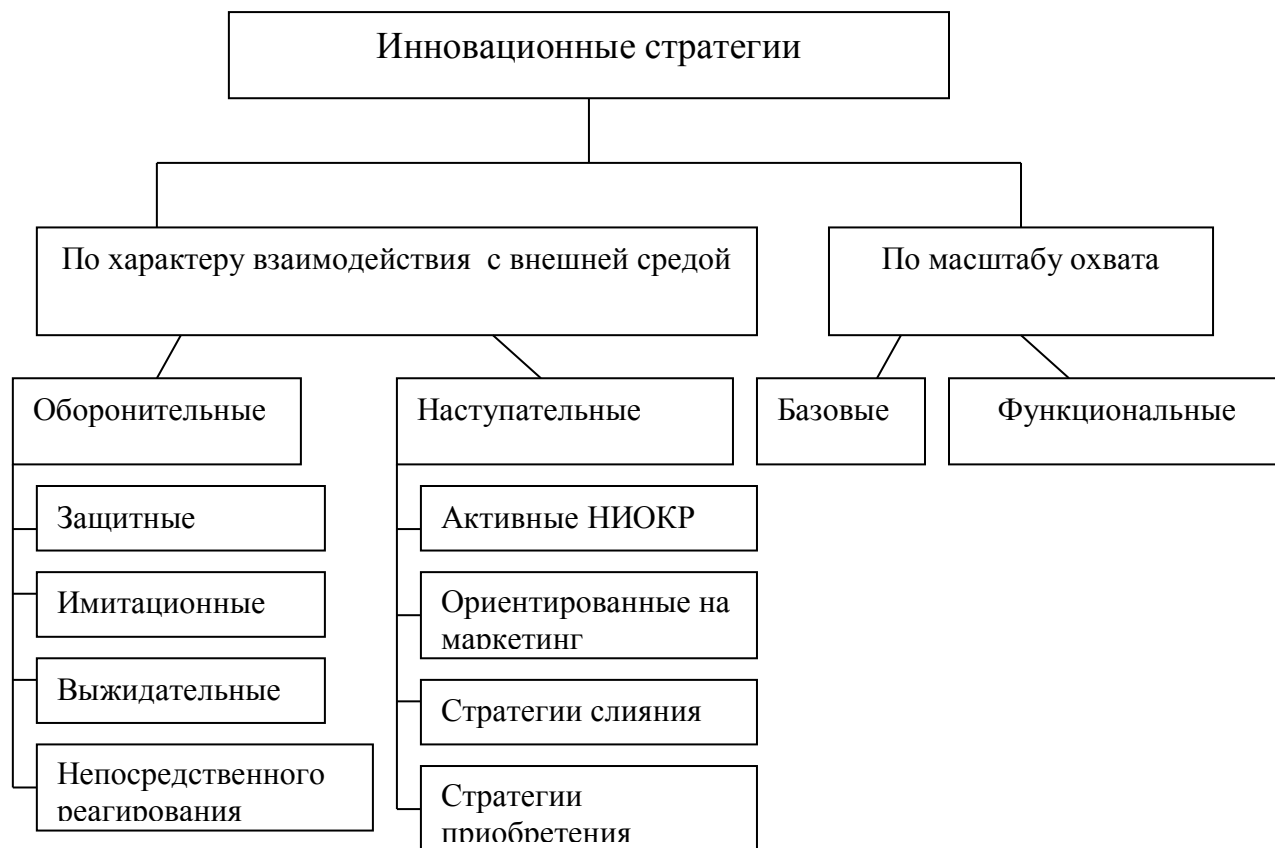 Инновационные стратегии
По характеру взаимодействия с внешней средой
По масштабу охвата
Оборонительные
Наступательные
Базовые
Функциональные
Защитные
Имитационные
Выжидательные
Непосредственного
реагирования
Активные НИОКР
Ориентированные на
маркетинг
Стратегии слияния
Стратегии
приобретения